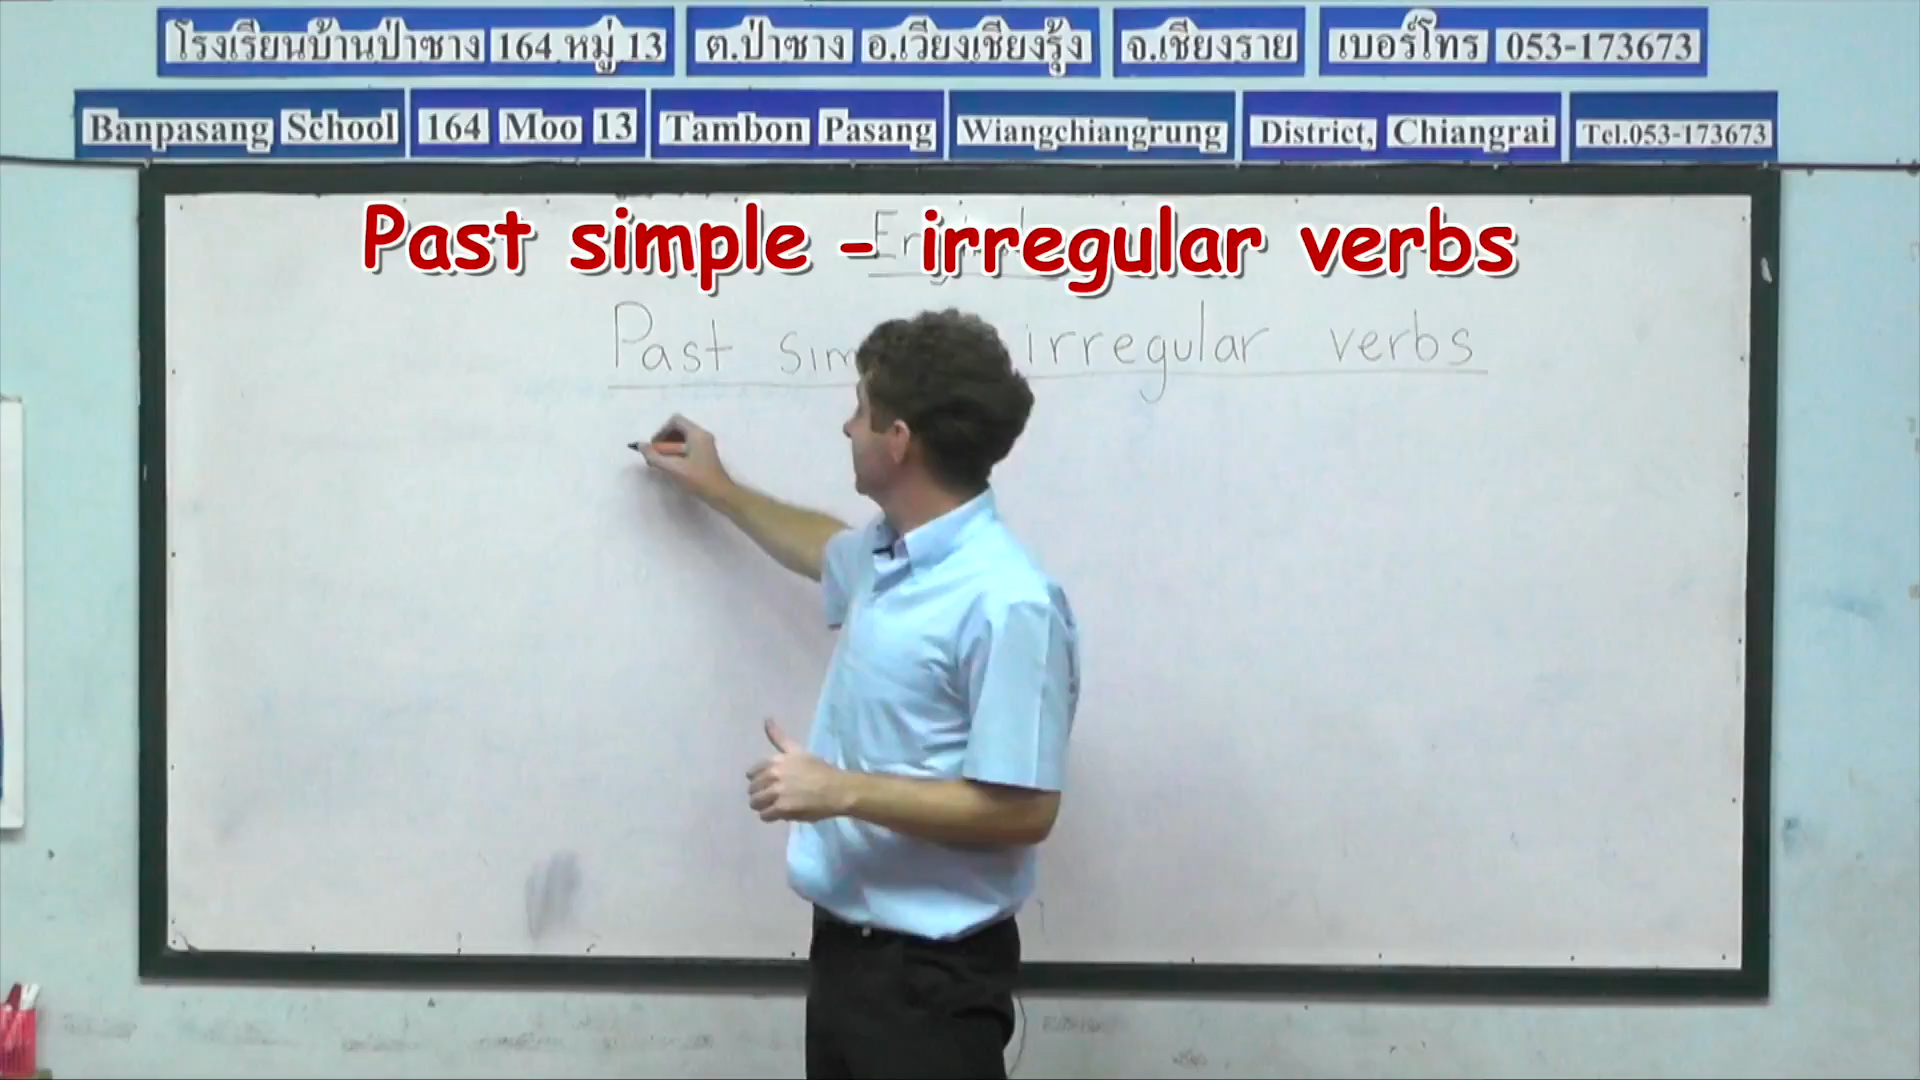 โรงเรียนบ้านป่าซาง 164 หมู่ 13 ต.ป่าซาง อ.เวียงเชียงรุ้ง จ.เชียงราย เบอร์โทร 053-173673
Banpasang School 164 Moo 13 Tambon Pasang Wiangchiangrung District, Chiangrai Tel.053-173673
Past simple - irregular verbs
Past irregular verbs